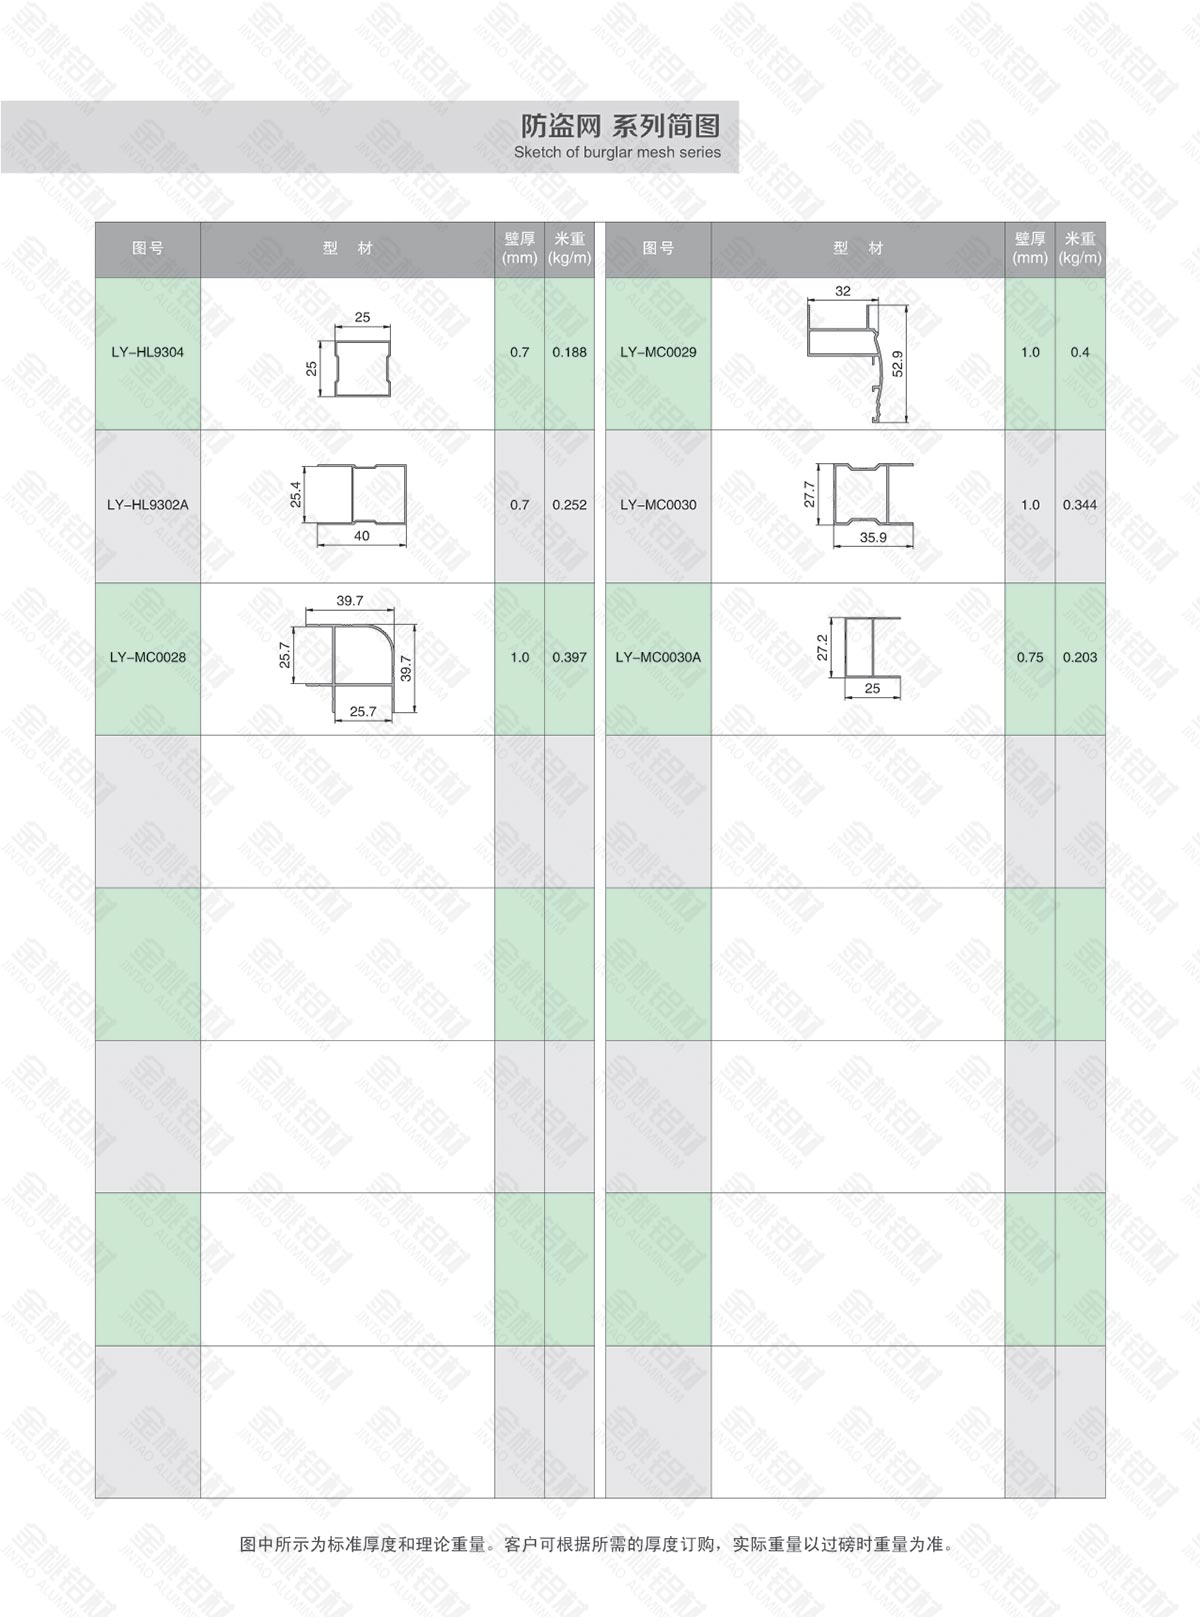 防盗网 系列简图
Sketch of burglar mesh series
图号 型 材 壁厚(mm) 米重(kg/m) 图号 型 材 壁厚(mm) 米重(kg/m)
LY-HL9304 25 25 0.7 0.188
LY-MC0029 32 52.9 1.0 0.4
LY-HL9302A 25.4 40 0.7 0.252
LY-MC0030 27.7 35.9 1.0 0.344
LY-MC0028 39.7 25.7 39.7 25.7 1.0 0.397
LY-MC0030A 27.2 25 0.75 0.203
图中所示为标准厚度和理论重量。客户可根据所需的厚度订购，实际重量以过磅时重量为准。
金桃铝材
JINTAO ALUMINIUM